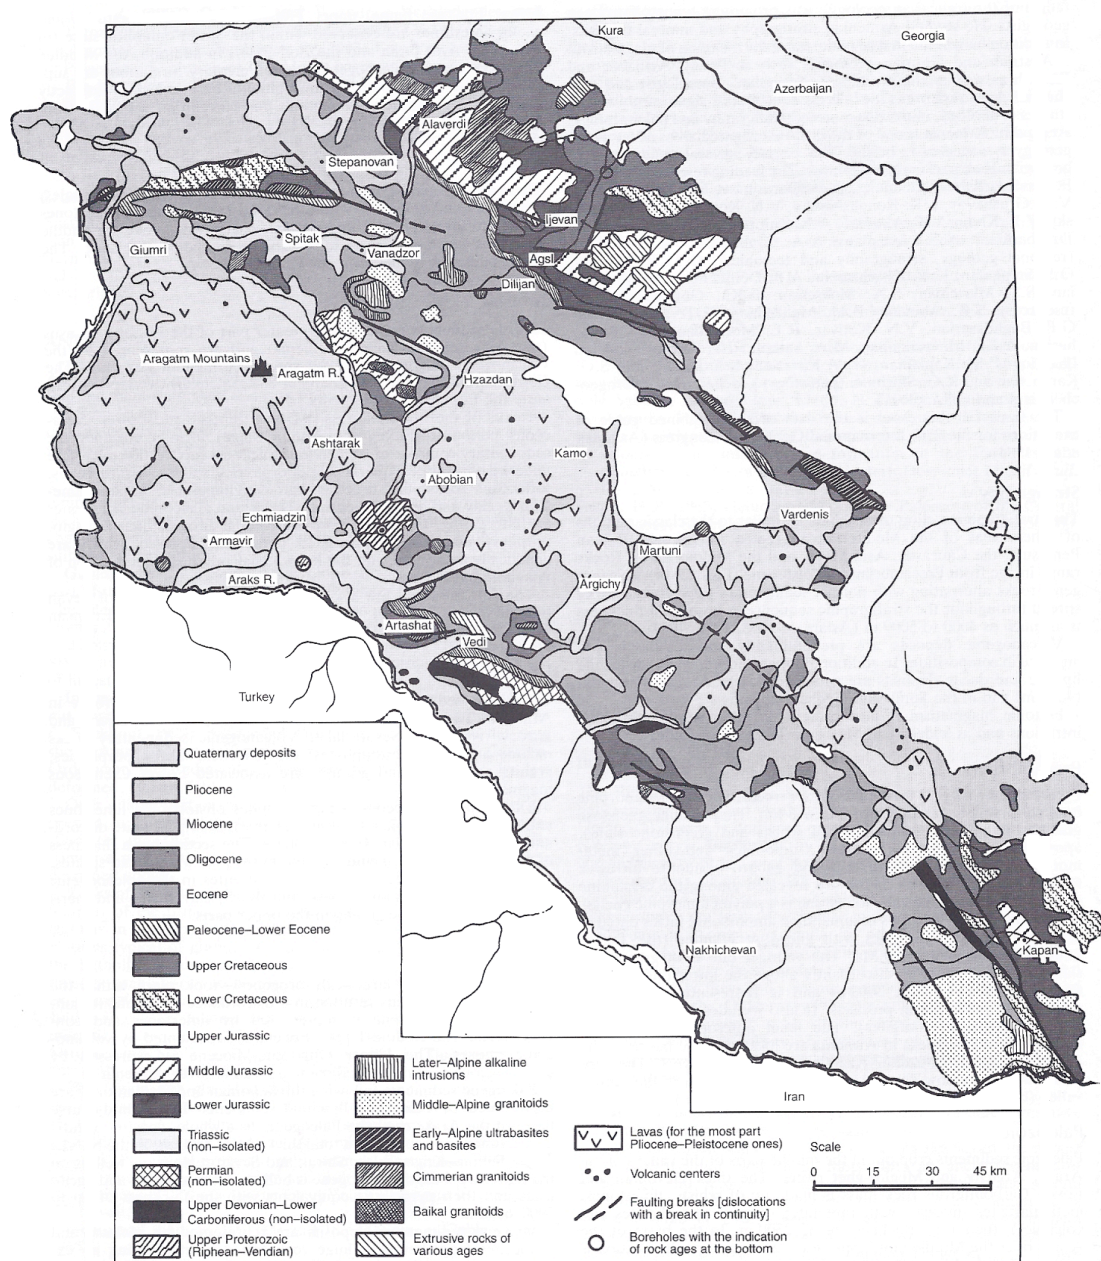 Kura
Georgia
Azerbaijan
Alaverdi
Stepanovan
Ijevan
Spitak
Giumri
Vanadzor
Agsl
Dilijan
Aragatm Mountains
Aragatm R.
Hzazdan
Ashtarak
Kamo
Abobian
Echmiadzin
Vardenis
Armavir
Martuni
Araks R.
Argichy
Artashat
Vedi
Turkey
Nakhichevan
Kapan
Iran
Quaternary deposits
Pliocene
Miocene
Oligocene
Eocene
Paleocene–Lower Eocene
Upper Cretaceous
Lower Cretaceous
Upper Jurassic
Middle Jurassic
Lower Jurassic
Triassic
(non-isolated)
Permian
(non-isolated)
Upper Devonian–Lower
Carboniferous (non-isolated)
Upper Proterozoic
(Riphean–Vendian)
Later–Alpine alkaline
intrusions
Middle–Alpine granitoids
Early–Alpine ultrabasites
and basites
Cimmerian granitoids
Baikal granitoids
Extrusive rocks of
various ages
Lavas (for the most part
Pliocene–Pleistocene ones)
Volcanic centers
Faulting breaks [dislocations
with a break in continuity]
Boreholes with the indication
of rock ages at the bottom
Scale
0 15 30 45 km